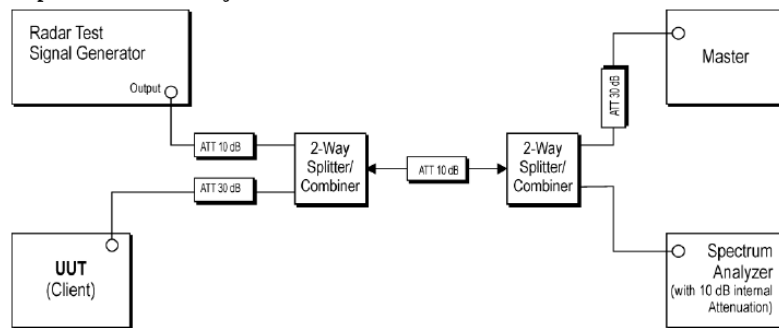 Radar Test
Signal Generator
Output
ATT 10 dB
ATT 30 dB
2-Way
Splitter/
Combiner
ATT 10 dB
2-Way
Splitter/
Combiner
ATT 30 dB
Master
UUT
(Client)
Spectrum
Analyzer
(with 10 dB internal
Attenuation)